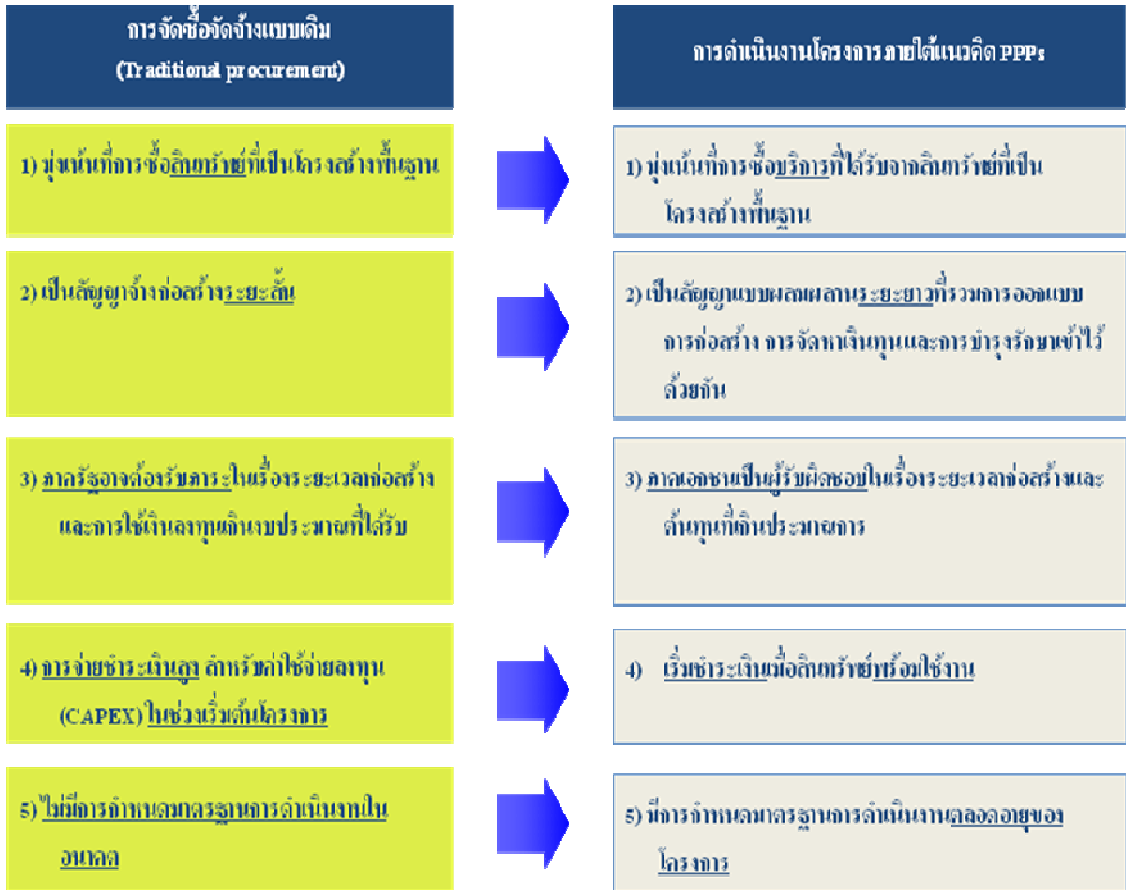 การจัดซื้อจัดจ้างแบบเดิม
(Traditional procurement)
การดำเนินงานโครงการภายใต้แนวคิด PPPs
1) มุ่งเน้นที่การซื้อสินทรัพย์ที่เป็นโครงสร้างพื้นฐาน
1) มุ่งเน้นที่การซื้อบริการที่ได้รับจากสินทรัพย์ที่เป็น
โครงสร้างพื้นฐาน
2) เป็นสัญญาจ้างก่อสร้างระยะสั้น
2) เป็นสัญญาแบบผสมผสานระยะยาวที่รวมการออกแบบ
การก่อสร้าง การจัดหาเงินทุนและการบำรุงรักษาเข้าไว้
ด้วยกัน
3) ภาครัฐอาจต้องรับภาระในเรื่องระยะเวลาก่อสร้าง
และการใช้เงินลงทุนเกินงบประมาณที่ได้รับ
3) ภาคเอกชนเป็นผู้รับผิดชอบในเรื่องระยะเวลาก่อสร้างและ
ต้นทุนที่เกินประมาณการ
4) การจ่ายชำระเงินสูง สำหรับค่าใช้จ่ายลงทุน
(CAPEX) ในช่วงเริ่มต้นโครงการ
4) เริ่มชำระเงินเมื่อสินทรัพย์พร้อมใช้งาน
5) ไม่มีการกำหนดมาตรฐานการดำเนินงานใน
อนาคต
5) มีการกำหนดมาตรฐานการดำเนินงานตลอดอายุของ
โครงการ